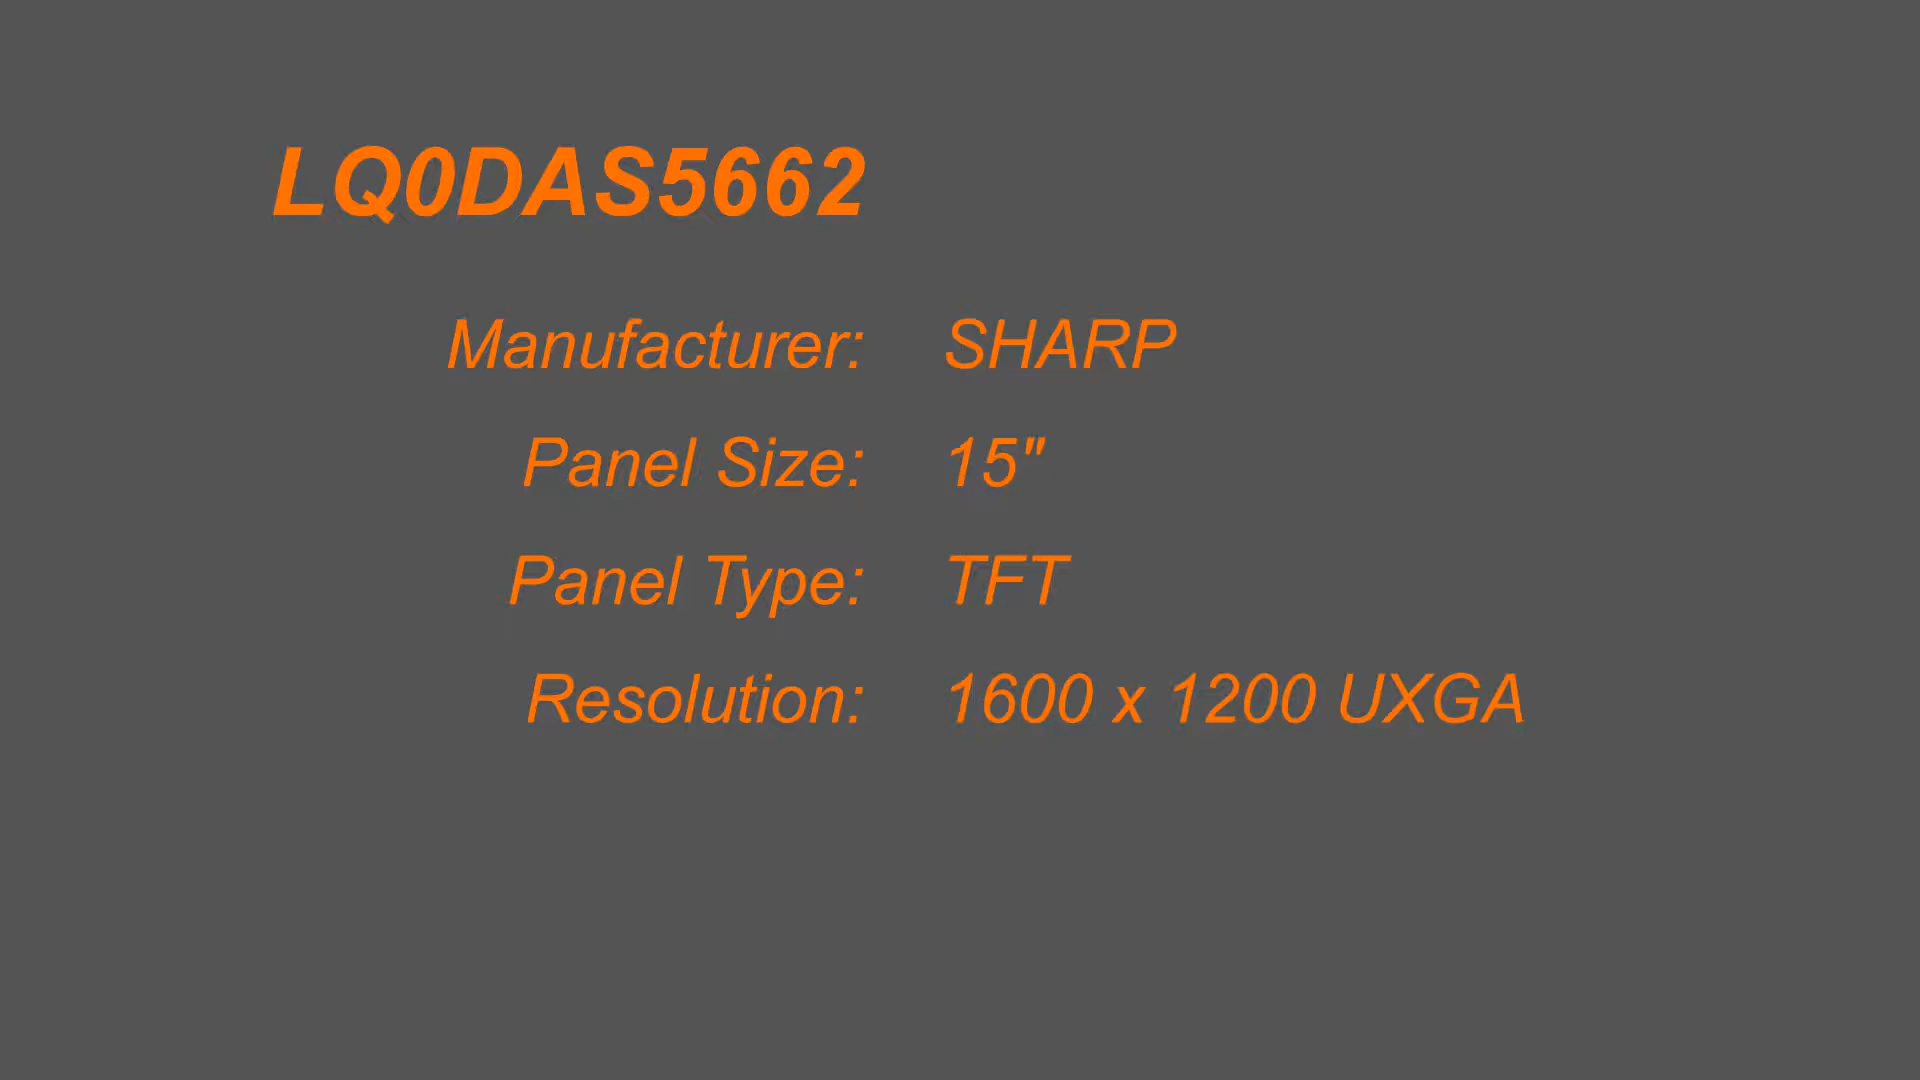 LQ0DAS5662
Manufacturer: SHARP
Panel Size: 15"
Panel Type: TFT
Resolution: 1600 x 1200 UXGA